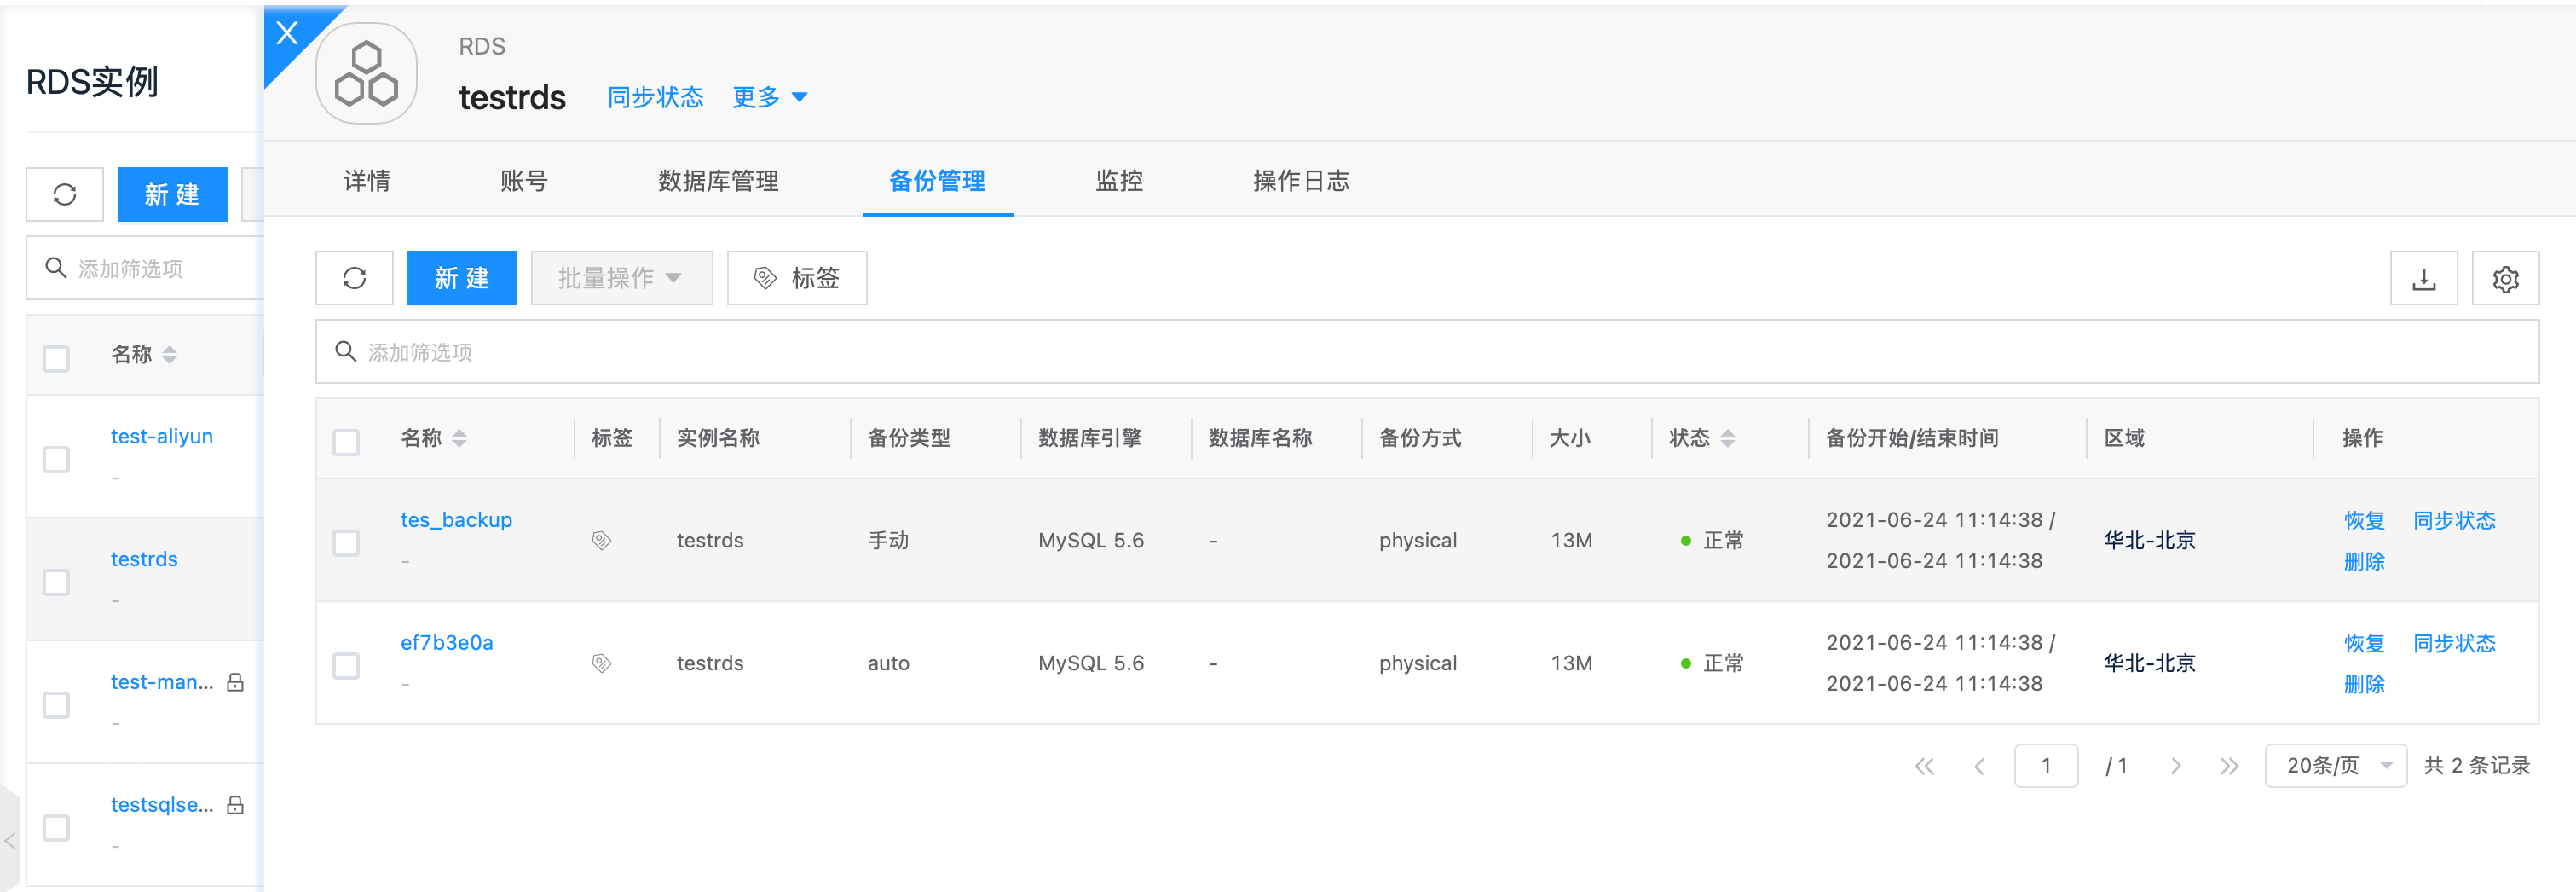 RDS实例
新 建
添加筛选项
名称
test-aliyun
-
testrds
-
test-man...
-
testsqlse...
-
RDS
testrds 同步状态 更多
详情 账号 数据库管理 备份管理 监控 操作日志
新 建 批量操作 标签
添加筛选项
名称 标签 实例名称 备份类型 数据库引擎 数据库名称 备份方式 大小 状态 备份开始/结束时间 区域 操作
tes_backup
-
testrds 手动 MySQL 5.6 - physical 13M 正常
2021-06-24 11:14:38 /
2021-06-24 11:14:38
华北-北京
恢复 同步状态
删除
ef7b3e0a
-
testrds auto MySQL 5.6 - physical 13M 正常
2021-06-24 11:14:38 /
2021-06-24 11:14:38
华北-北京
恢复 同步状态
删除
1 / 1 20条/页 共 2 条记录